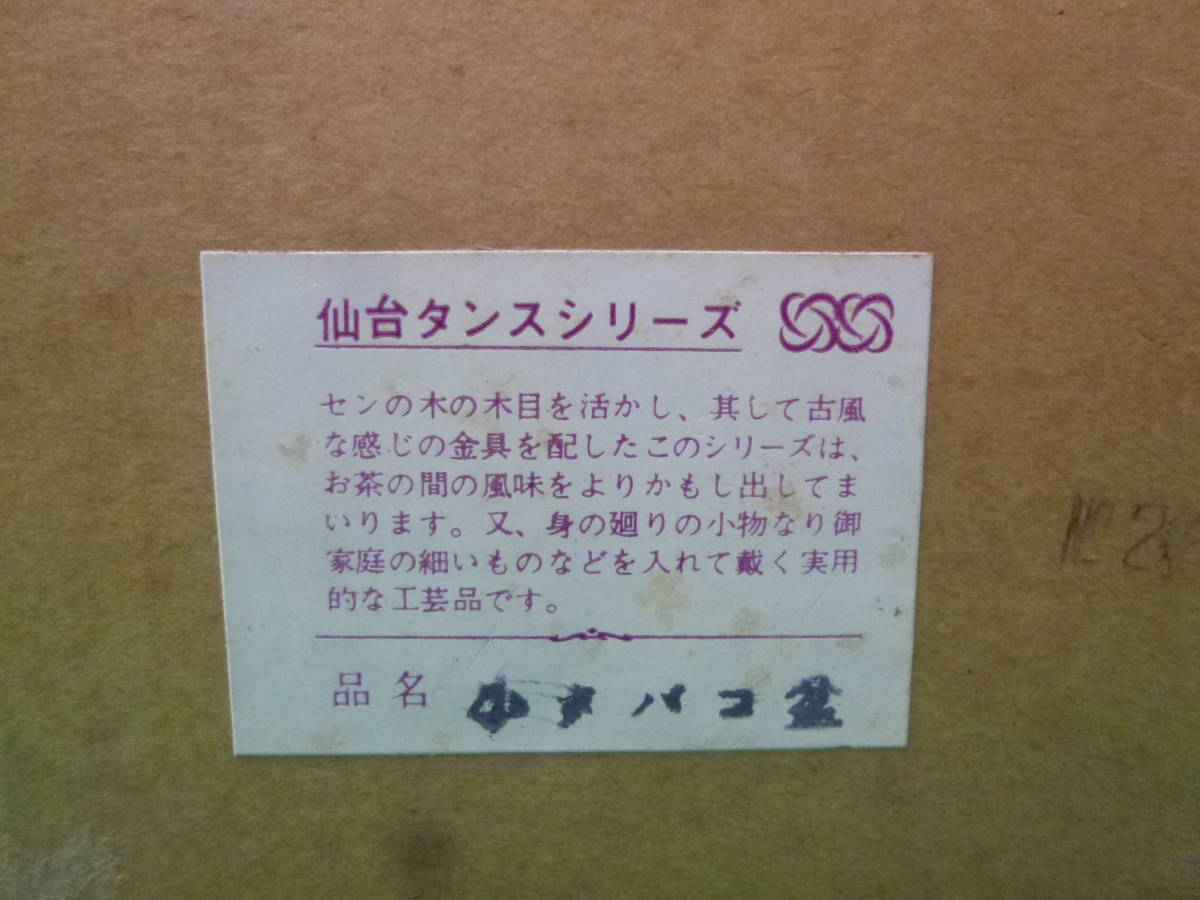 仙台タンスシリーズ
センの木の木目を活かし、其して古風
な感じの金具を配したこのシリーズは、
お茶の間の風味をよりかもし出してま
いります。又、身の廻りの小物なり御
家庭の細いものなどを入れて戴く実用
的な工芸品です。
品名 小タバコ盆